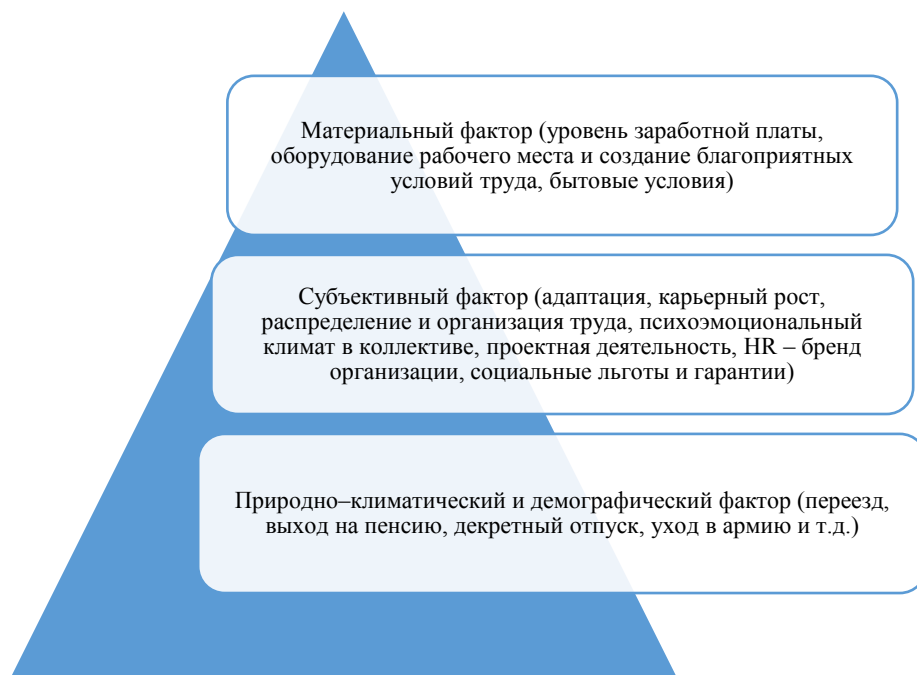 Материальный фактор (уровень заработной платы,
оборудование рабочего места и создание благоприятных
условий труда, бытовые условия)
Субъективный фактор (адаптация, карьерный рост,
распределение и организация труда, психоэмоциональный
климат в коллективе, проектная деятельность, HR – бренд
организации, социальные льготы и гарантии)
Природно–климатический и демографический фактор (переезд,
выход на пенсию, декретный отпуск, уход в армию и т.д.)